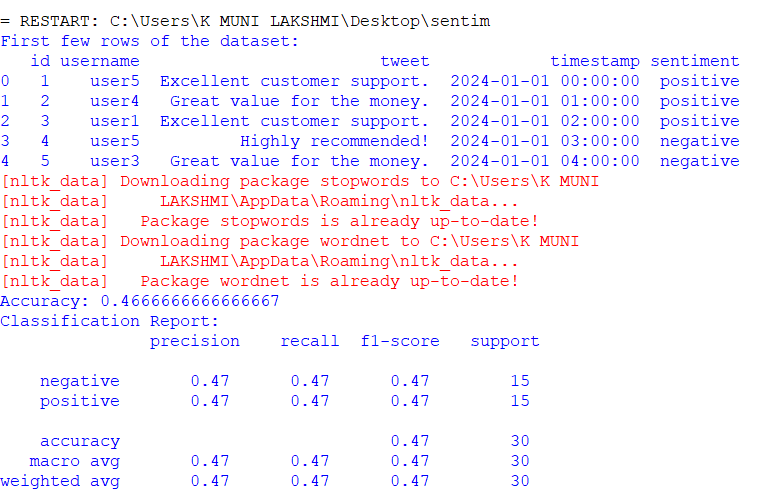 = RESTART: C:\Users\K MUNI LAKSHMI\Desktop\sentim
First few rows of the dataset:
   id username                        tweet            timestamp sentiment
0   1    user5  Excellent customer support.  2024-01-01 00:00:00  positive
1   2    user4   Great value for the money.  2024-01-01 01:00:00  positive
2   3    user1  Excellent customer support.  2024-01-01 02:00:00  positive
3   4    user5          Highly recommended!  2024-01-01 03:00:00  negative
4   5    user3   Great value for the money.  2024-01-01 04:00:00  negative
[nltk_data] Downloading package stopwords to C:\Users\K MUNI
[nltk_data]     LAKSHMI\AppData\Roaming\nltk_data...
[nltk_data]   Package stopwords is already up-to-date!
[nltk_data] Downloading package wordnet to C:\Users\K MUNI
[nltk_data]     LAKSHMI\AppData\Roaming\nltk_data...
[nltk_data]   Package wordnet is already up-to-date!
Accuracy: 0.4666666666666667
Classification Report:
               precision    recall  f1-score   support

    negative       0.47      0.47      0.47        15
    positive       0.47      0.47      0.47        15

    accuracy                           0.47        30
   macro avg       0.47      0.47      0.47        30
weighted avg       0.47      0.47      0.47        30